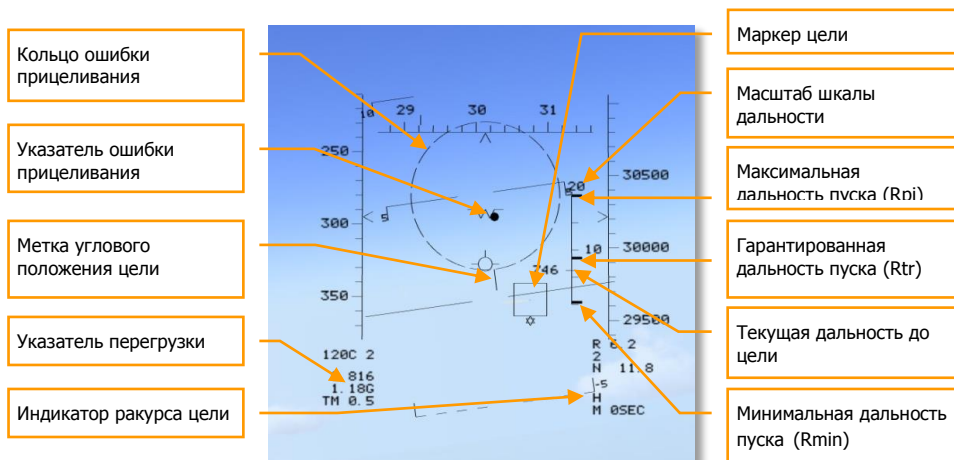 Кольцо ошибки
прицеливания
Указатель ошибки
прицеливания
Метка углового
положения цели
Указатель перегрузки
Индикатор ракурса цели
10 29 30 31
250
300
350
5
20
30500
10
30000
746
29500
120C 2
816
1.18G
TM 0.5
R 6.2
2
N 11.8
-5
H
M 0SEC
Маркер цели
Масштаб шкалы
дальности
Максимальная
дальность пуска (Rpi)
Гарантированная
дальность пуска (Rtr)
Текущая дальность до
цели
Минимальная дальность
пуска (Rmin)